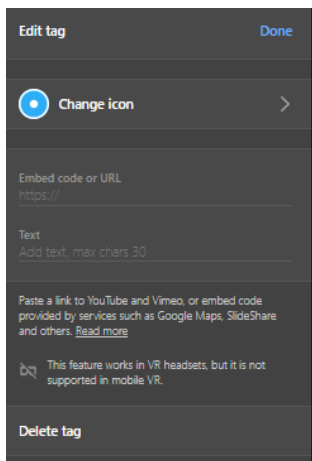 Edit tag Done
Change icon
Embed code or URL
https://
Text
Add text, max chars 30
Paste a link to YouTube and Vimeo, or embed code
provided by services such as Google Maps, SlideShare
and others. Read more
This feature works in VR headsets, but it is not
supported in mobile VR.
Delete tag